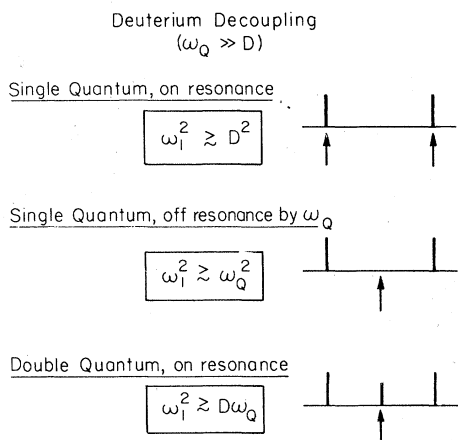 Deuterium Decoupling
(ω_Q ≫ D)
Single Quantum, on resonance
ω₁² ≳ D²
Single Quantum, off resonance by ω_Q
ω₁² ≳ ω_Q²
Double Quantum, on resonance
ω₁² ≳ Dω_Q